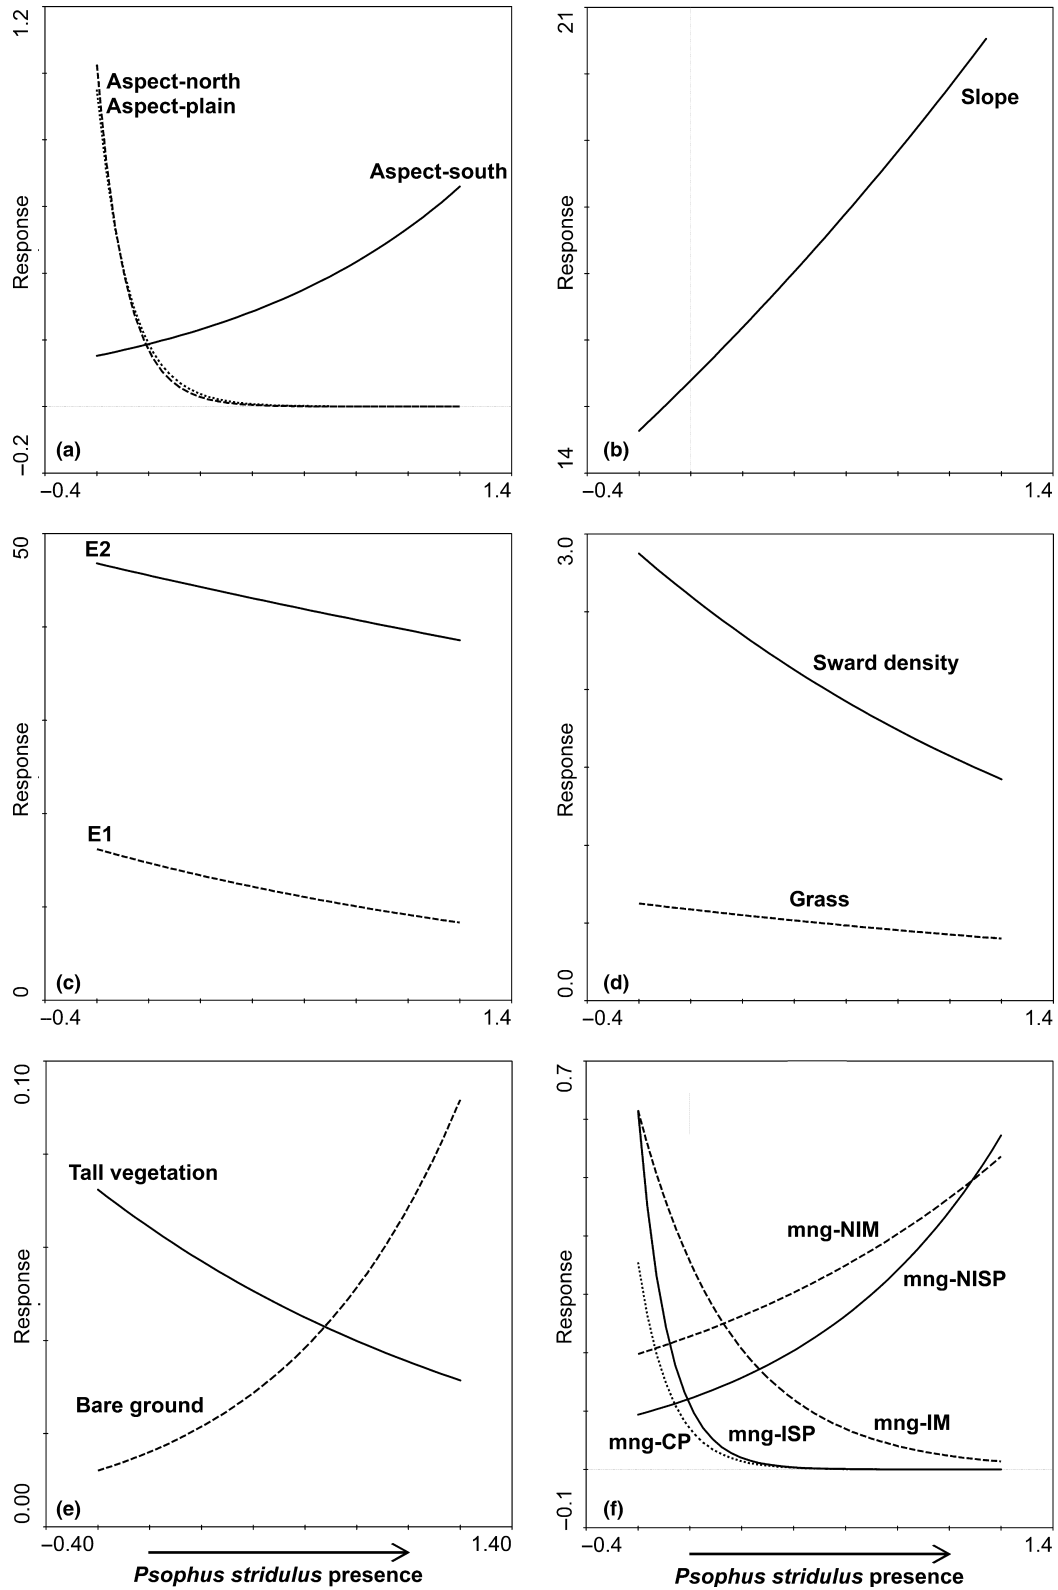 1.2
Aspect-north
Aspect-plain
Aspect-south
Response
–0.2
(a)
–0.4
1.4
21
Slope
Response
14
(b)
–0.4
1.4
50
E2
Response
E1
0
(c)
–0.4
1.4
3.0
Sward density
Response
Grass
0.0
(d)
–0.4
1.4
0.10
Tall vegetation
Response
Bare ground
0.00
(e)
–0.40
1.40
Psophus stridulus presence
0.7
mng-NIM
mng-NISP
Response
mng-CP
mng-ISP
mng-IM
–0.1
(f)
–0.4
1.4
Psophus stridulus presence